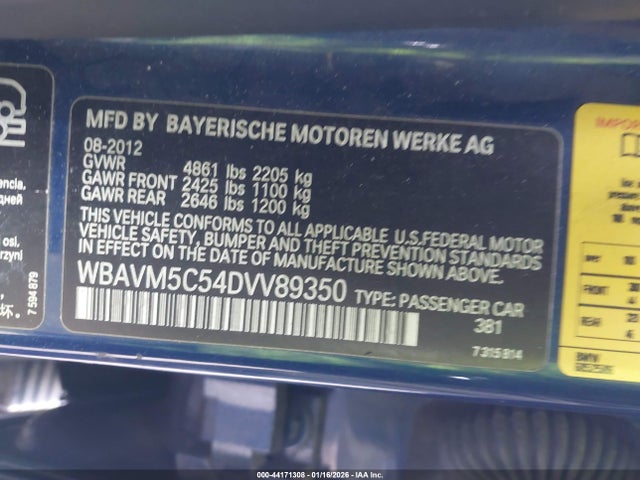 MFD BY BAYERISCHE MOTOREN WERKE AG
08-2012
GVWR 4861 lbs 2205 kg
GAWR FRONT 2425 lbs 1100 kg
GAWR REAR 2646 lbs 1200 kg
THIS VEHICLE CONFORMS TO ALL APPLICABLE U.S.FEDERAL MOTOR
VEHICLE SAFETY, BUMPER AND THEFT PREVENTION STANDARDS
IN EFFECT ON THE DATE OF MANUFACTURE SHOWN ABOVE.
WBAVM5C54DVV89350 TYPE: PASSENGER CAR
381
7 315 814
7 594 879
000-44171308 - 01/16/2026 - IAA Inc.